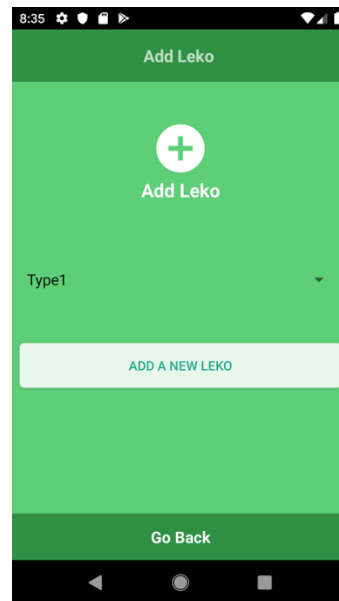 8:35
Add Leko
Add Leko
Type1
ADD A NEW LEKO
Go Back